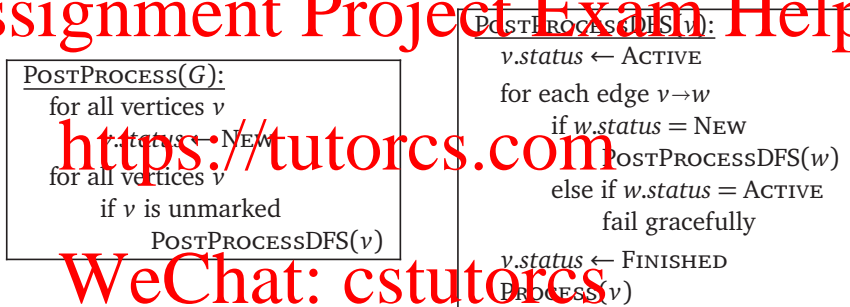 ssignment Project Exam Help
POSTPROCESS(G):
for all vertices v
v.status ← NEW
for all vertices v
if v is unmarked
POSTPROCESSDFS(v)
POSTPROCESSDFS(v):
v.status ← ACTIVE
for each edge v→w
if w.status = NEW
POSTPROCESSDFS(w)
else if w.status = ACTIVE
fail gracefully
v.status ← FINISHED
PROCESS(v)
https://tutorcs.com
WeChat: cstutorcs